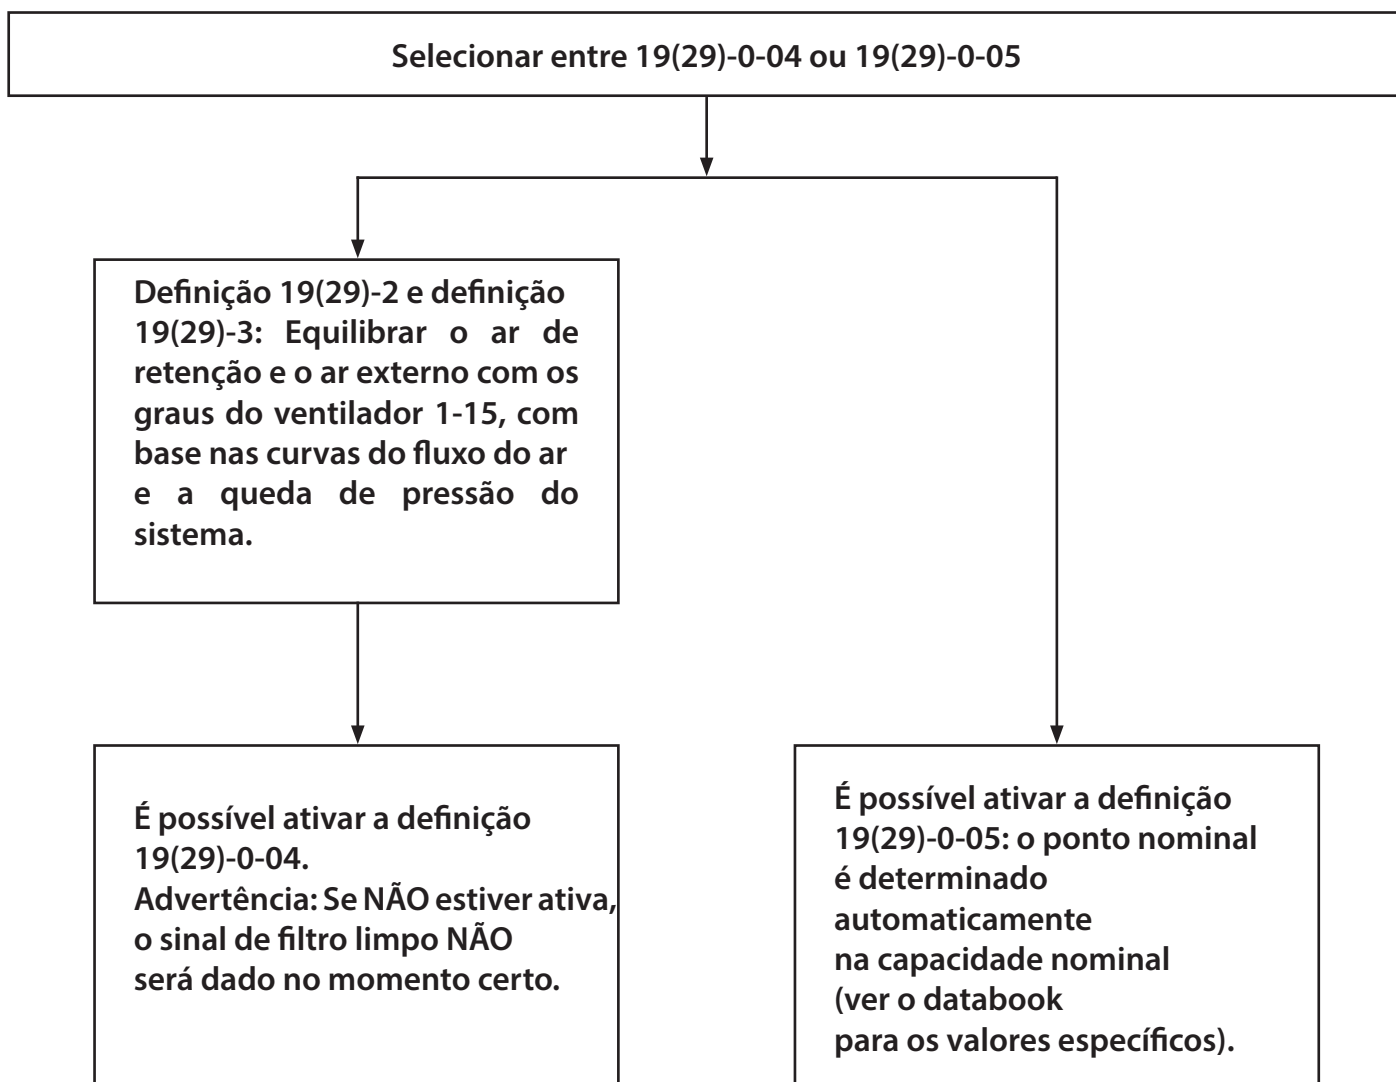 Selecionar entre 19(29)-0-04 ou 19(29)-0-05
Definição 19(29)-2 e definição
19(29)-3: Equilibrar o ar de
retenção e o ar externo com os
graus do ventilador 1-15, com
base nas curvas do fluxo do ar
e a queda de pressão do
sistema.
É possível ativar a definição
19(29)-0-04.
Advertência: Se NÃO estiver ativa,
o sinal de filtro limpo NÃO
será dado no momento certo.
É possível ativar a definição
19(29)-0-05: o ponto nominal
é determinado
automaticamente
na capacidade nominal
(ver o databook
para os valores específicos).